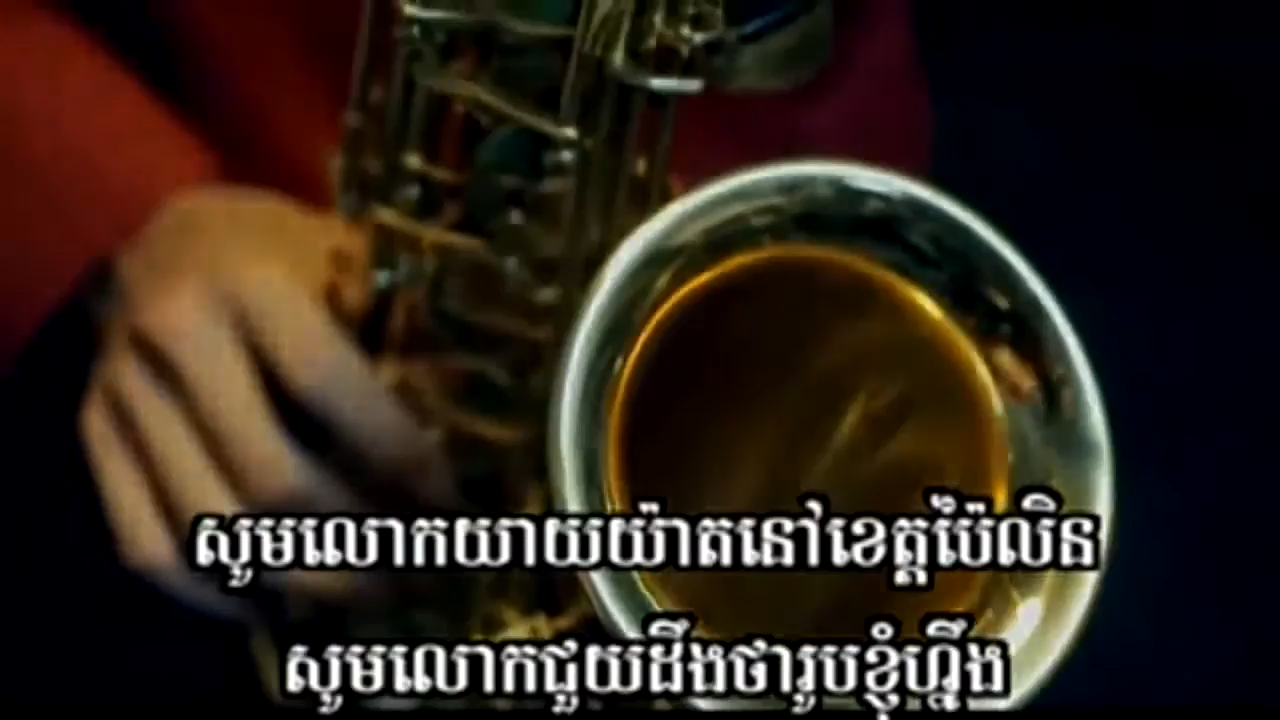 សូមលោកយាយយ៉ាតនៅខេត្តប៉ៃលិន
សូមលោកជួយដឹងថារូបខ្ញុំហ្នឹង